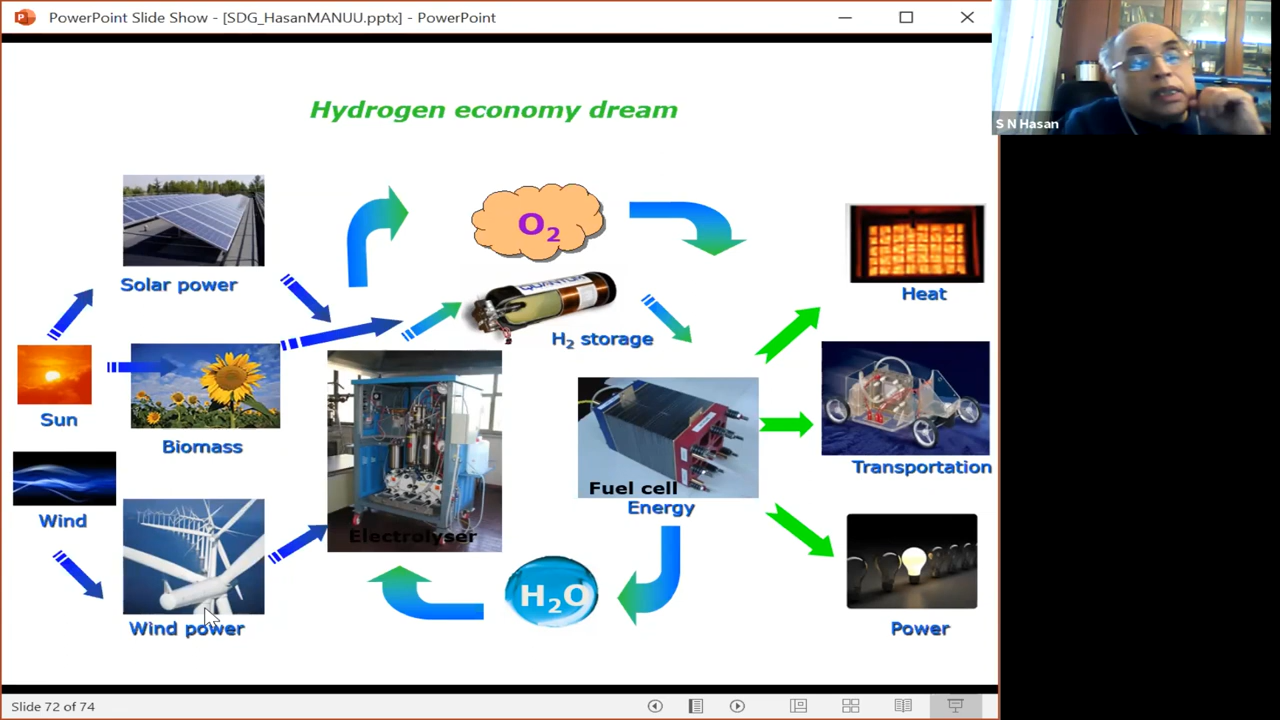 PowerPoint Slide Show - [SDG_HasanMANUU.pptx] - PowerPoint
S N Hasan
Hydrogen economy dream
O2
Solar power
QUANTUM
Heat
H2 storage
Sun
Biomass
Transportation
Fuel cell
Energy
Wind
Electrolyser
H2O
Wind power
Power
Slide 72 of 74